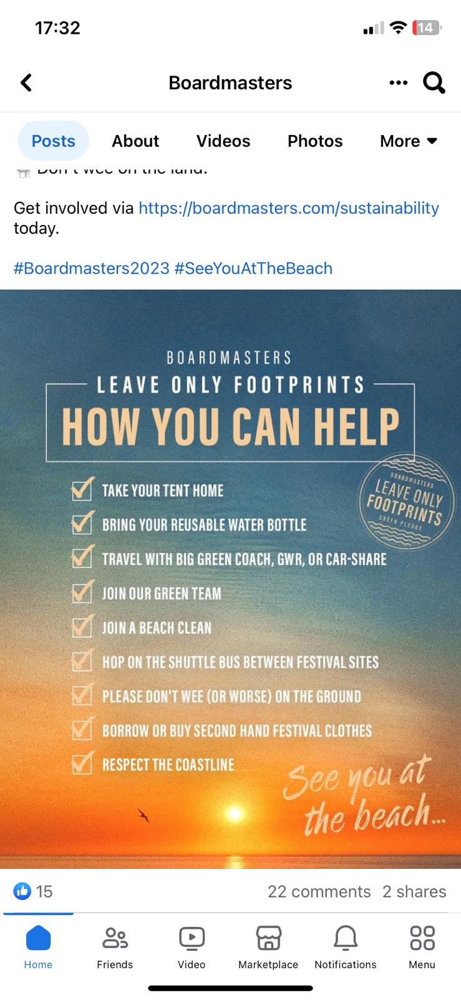 17:32
14
Boardmasters
Posts About Videos Photos More
Don't wee on the land.
Get involved via https://boardmasters.com/sustainability
today.
#Boardmasters2023 #SeeYouAtTheBeach
BOARDMASTERS
LEAVE ONLY FOOTPRINTS
HOW YOU CAN HELP
BOARDMASTERS
LEAVE ONLY
FOOTPRINTS
GREEN PLEDGE
TAKE YOUR TENT HOME
BRING YOUR REUSABLE WATER BOTTLE
TRAVEL WITH BIG GREEN COACH, GWR, OR CAR-SHARE
JOIN OUR GREEN TEAM
JOIN A BEACH CLEAN
HOP ON THE SHUTTLE BUS BETWEEN FESTIVAL SITES
PLEASE DON'T WEE (OR WORSE) ON THE GROUND
BORROW OR BUY SECOND HAND FESTIVAL CLOTHES
RESPECT THE COASTLINE
See you at
the beach...
15 22 comments 2 shares
Home Friends Video Marketplace Notifications Menu